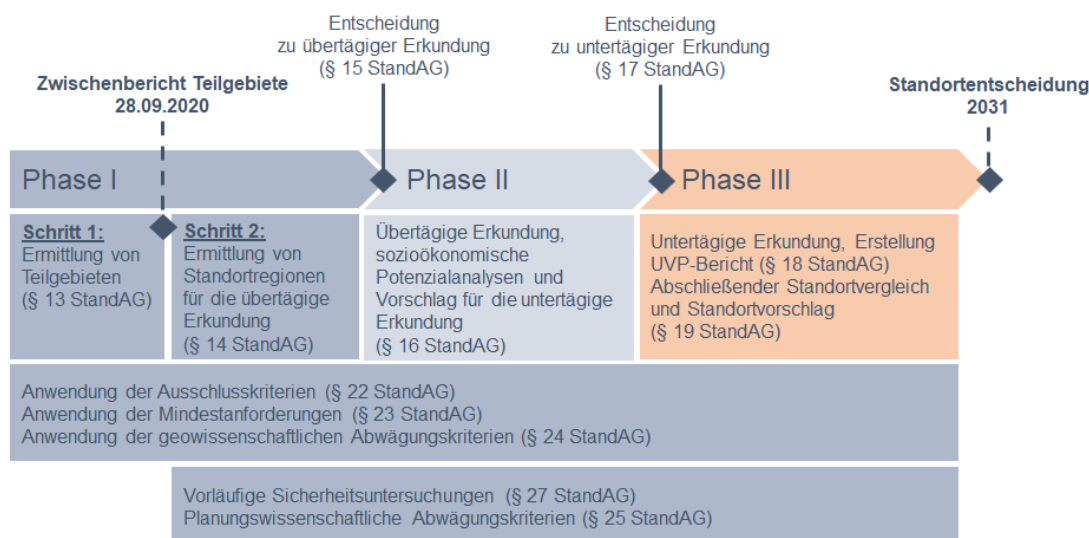 Entscheidung
zu übertägiger Erkundung
(§ 15 StandAG)
Entscheidung
zu untertägiger Erkundung
(§ 17 StandAG)
Zwischenbericht Teilgebiete
28.09.2020
Standortentscheidung
2031
Phase I
Phase II
Phase III
Schritt 1:
Ermittlung von
Teilgebieten
(§ 13 StandAG)
Schritt 2:
Ermittlung von
Standortregionen
für die übertägige
Erkundung
(§ 14 StandAG)
Übertägige Erkundung,
sozioökonomische
Potenzialanalysen und
Vorschlag für die untertägige
Erkundung
(§ 16 StandAG)
Untertägige Erkundung, Erstellung
UVP-Bericht (§ 18 StandAG)
Abschließender Standortvergleich
und Standortvorschlag
(§ 19 StandAG)
Anwendung der Ausschlusskriterien (§ 22 StandAG)
Anwendung der Mindestanforderungen (§ 23 StandAG)
Anwendung der geowissenschaftlichen Abwägungskriterien (§ 24 StandAG)
Vorläufige Sicherheitsuntersuchungen (§ 27 StandAG)
Planungswissenschaftliche Abwägungskriterien (§ 25 StandAG)